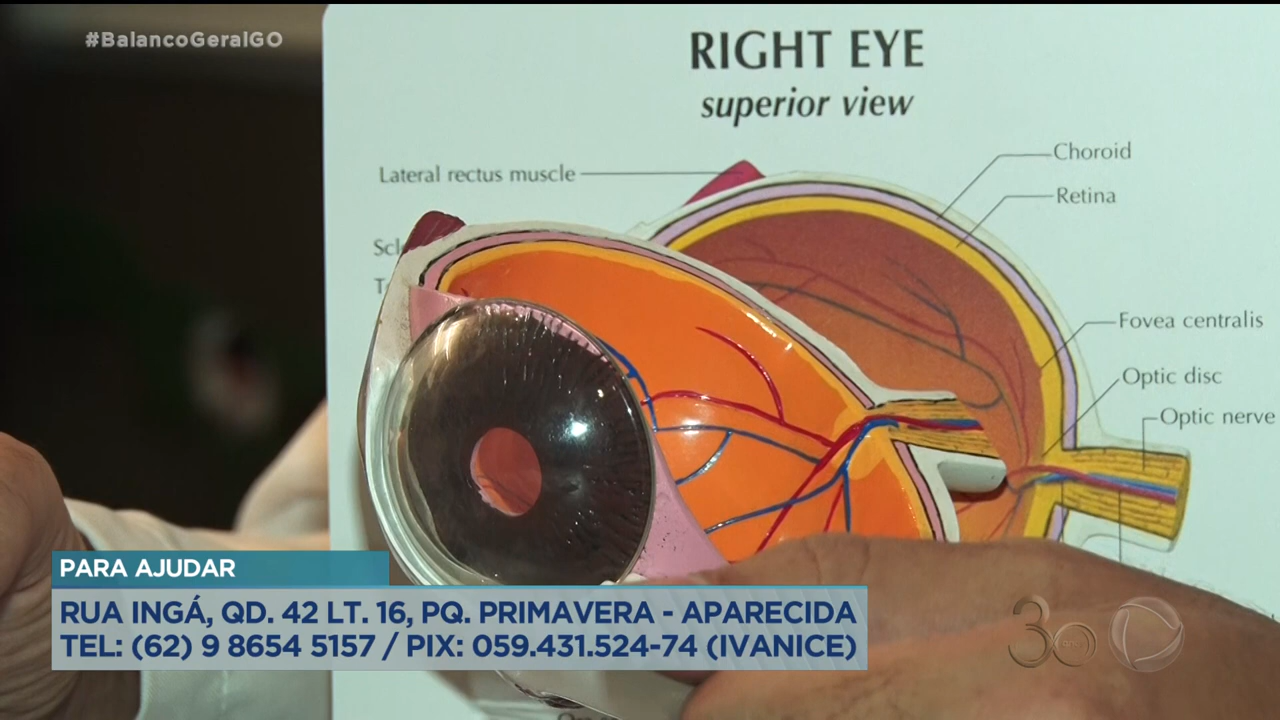 #BalancoGeralGO
RIGHT EYE
superior view
Lateral rectus muscle
Choroid
Retina
Fovea centralis
Optic disc
Optic nerve
PARA AJUDAR
RUA INGÁ, QD. 42 LT. 16, PQ. PRIMAVERA - APARECIDA
TEL: (62) 9 8654 5157 / PIX: 059.431.524-74 (IVANICE)
30